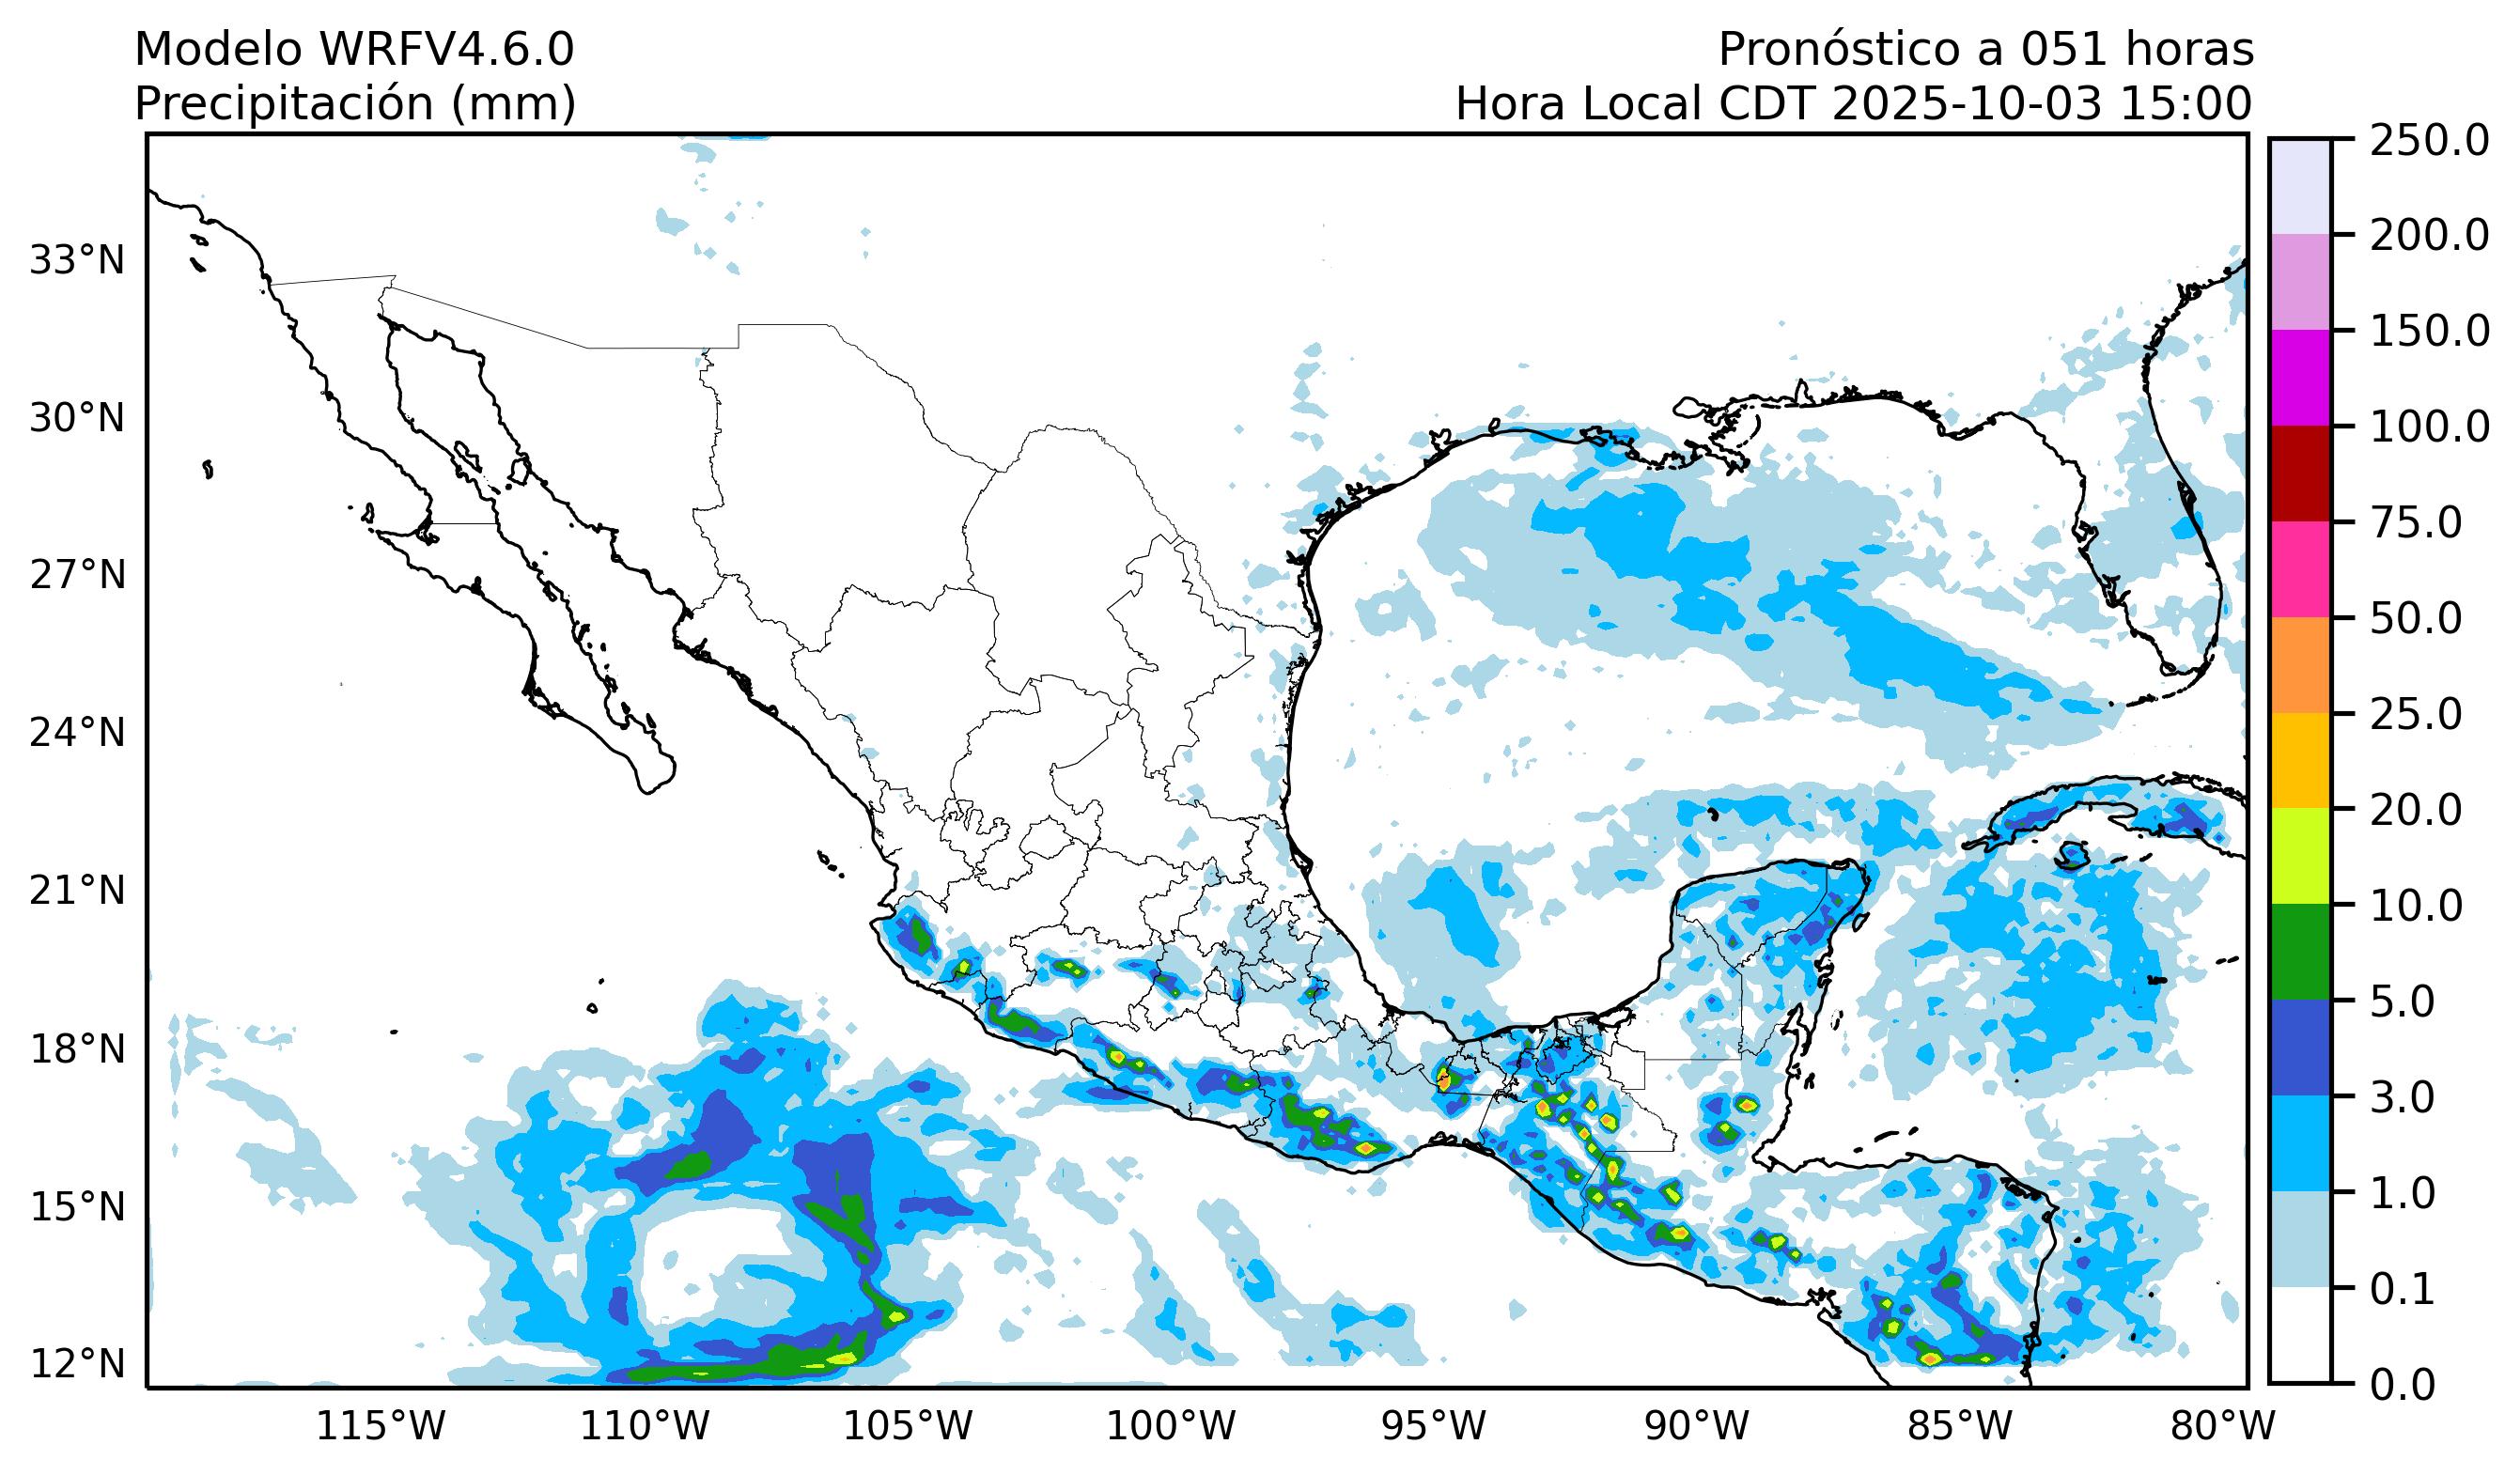 Modelo WRFV4.6.0
Precipitación (mm)
Pronóstico a 051 horas
Hora Local CDT 2025-10-03 15:00
33°N
30°N
27°N
24°N
21°N
18°N
15°N
12°N
115°W
110°W
105°W
100°W
95°W
90°W
85°W
80°W
250.0
200.0
150.0
100.0
75.0
50.0
25.0
20.0
10.0
5.0
3.0
1.0
0.1
0.0